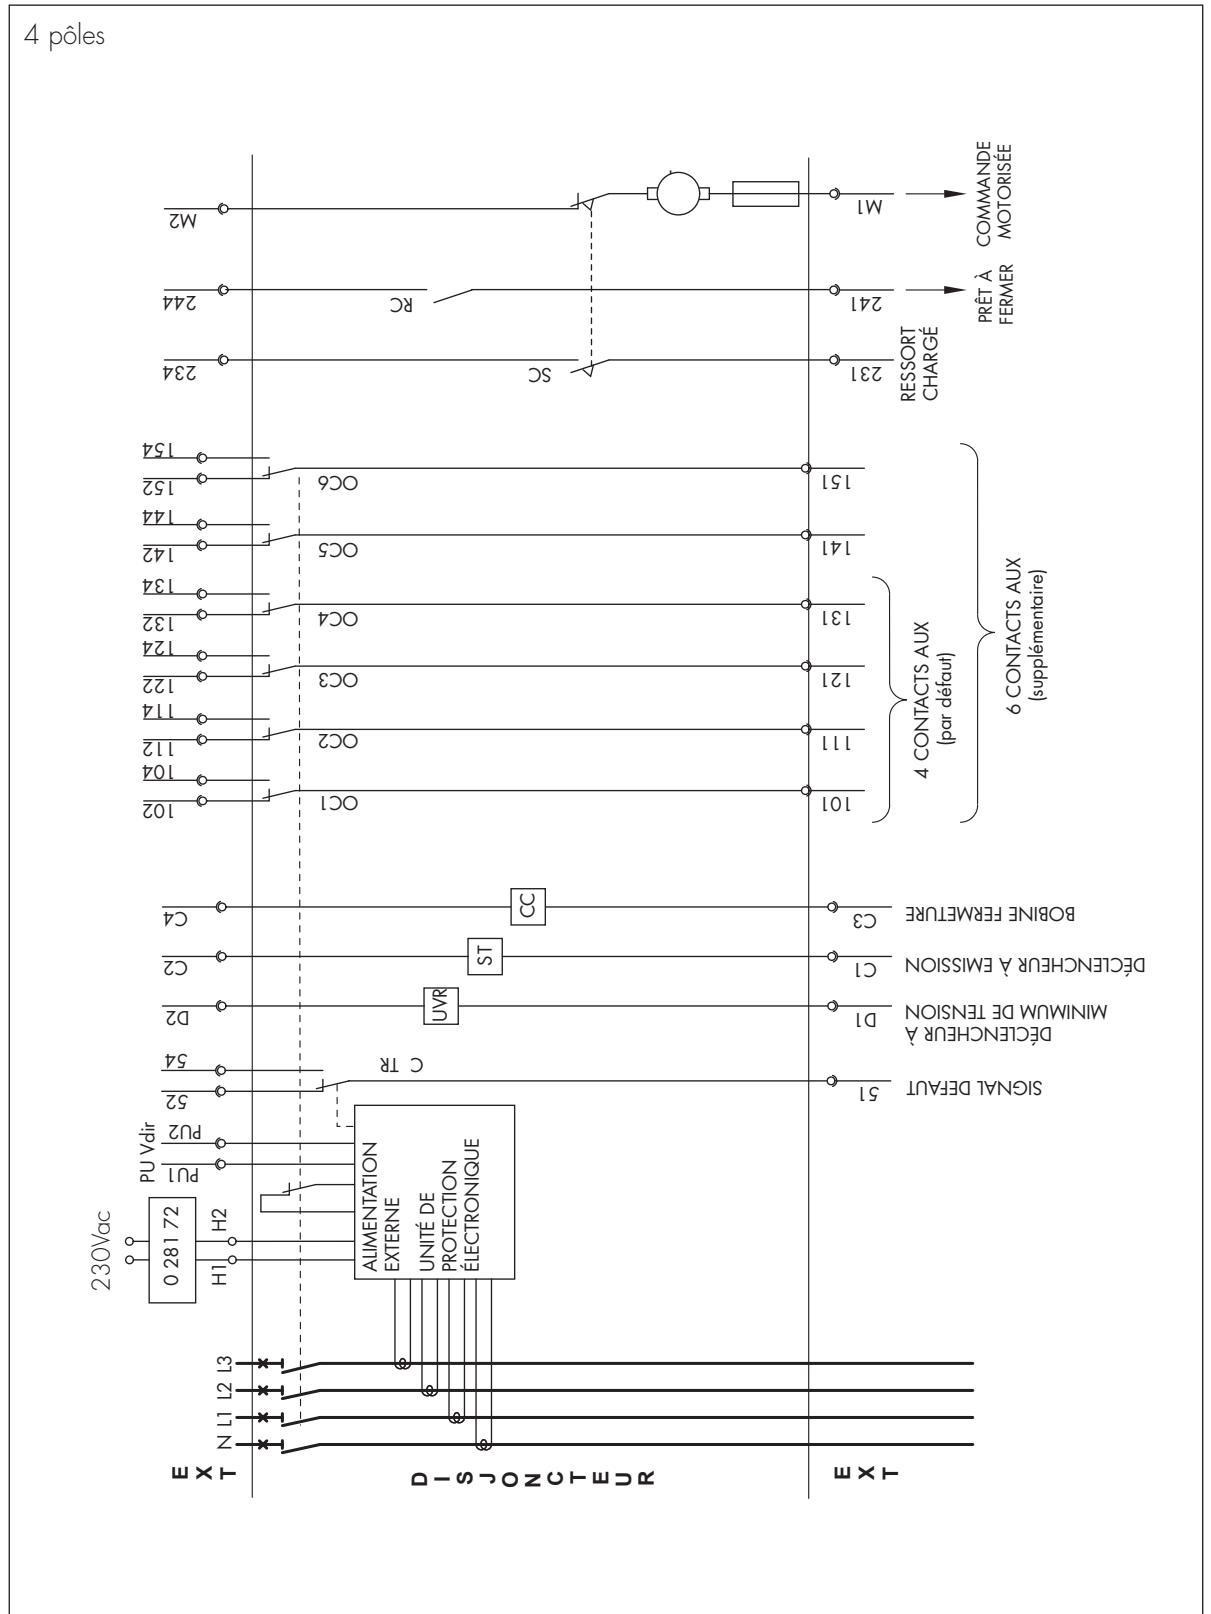 4 pôles
M2
M1
COMMANDE
MOTORISÉE
244
RC
241
PRÊT À
FERMER
234
SC
231
RESSORT
CHARGÉ
154
152
OC6
151
144
142
OC5
141
134
132
OC4
131
124
122
OC3
121
114
112
OC2
111
104
102
OC1
101
4 CONTACTS AUX
(par défaut)
6 CONTACTS AUX
(supplémentaire)
C4
CC
C3
BOBINE FERMETURE
C2
ST
C1
DÉCLENCHEUR À EMISSION
D2
UVR
D1
DÉCLENCHEUR À
MINIMUM DE TENSION
54
52
C TR
51
SIGNAL DEFAUT
PU Vdir
PU2
PU1
230Vac
0 281 72
H2
H1
ALIMENTATION
EXTERNE
UNITÉ DE
PROTECTION
ÉLECTRONIQUE
L3
L2
L1
N
EXT
DISJONCTEUR
EXT